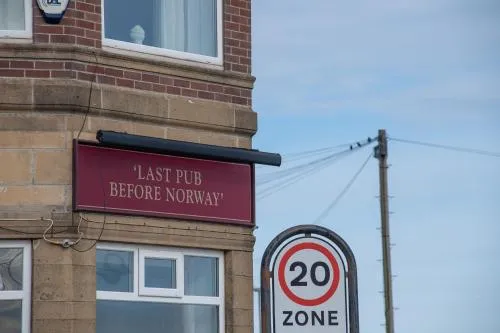 'LAST PUB
BEFORE NORWAY'
20
ZONE